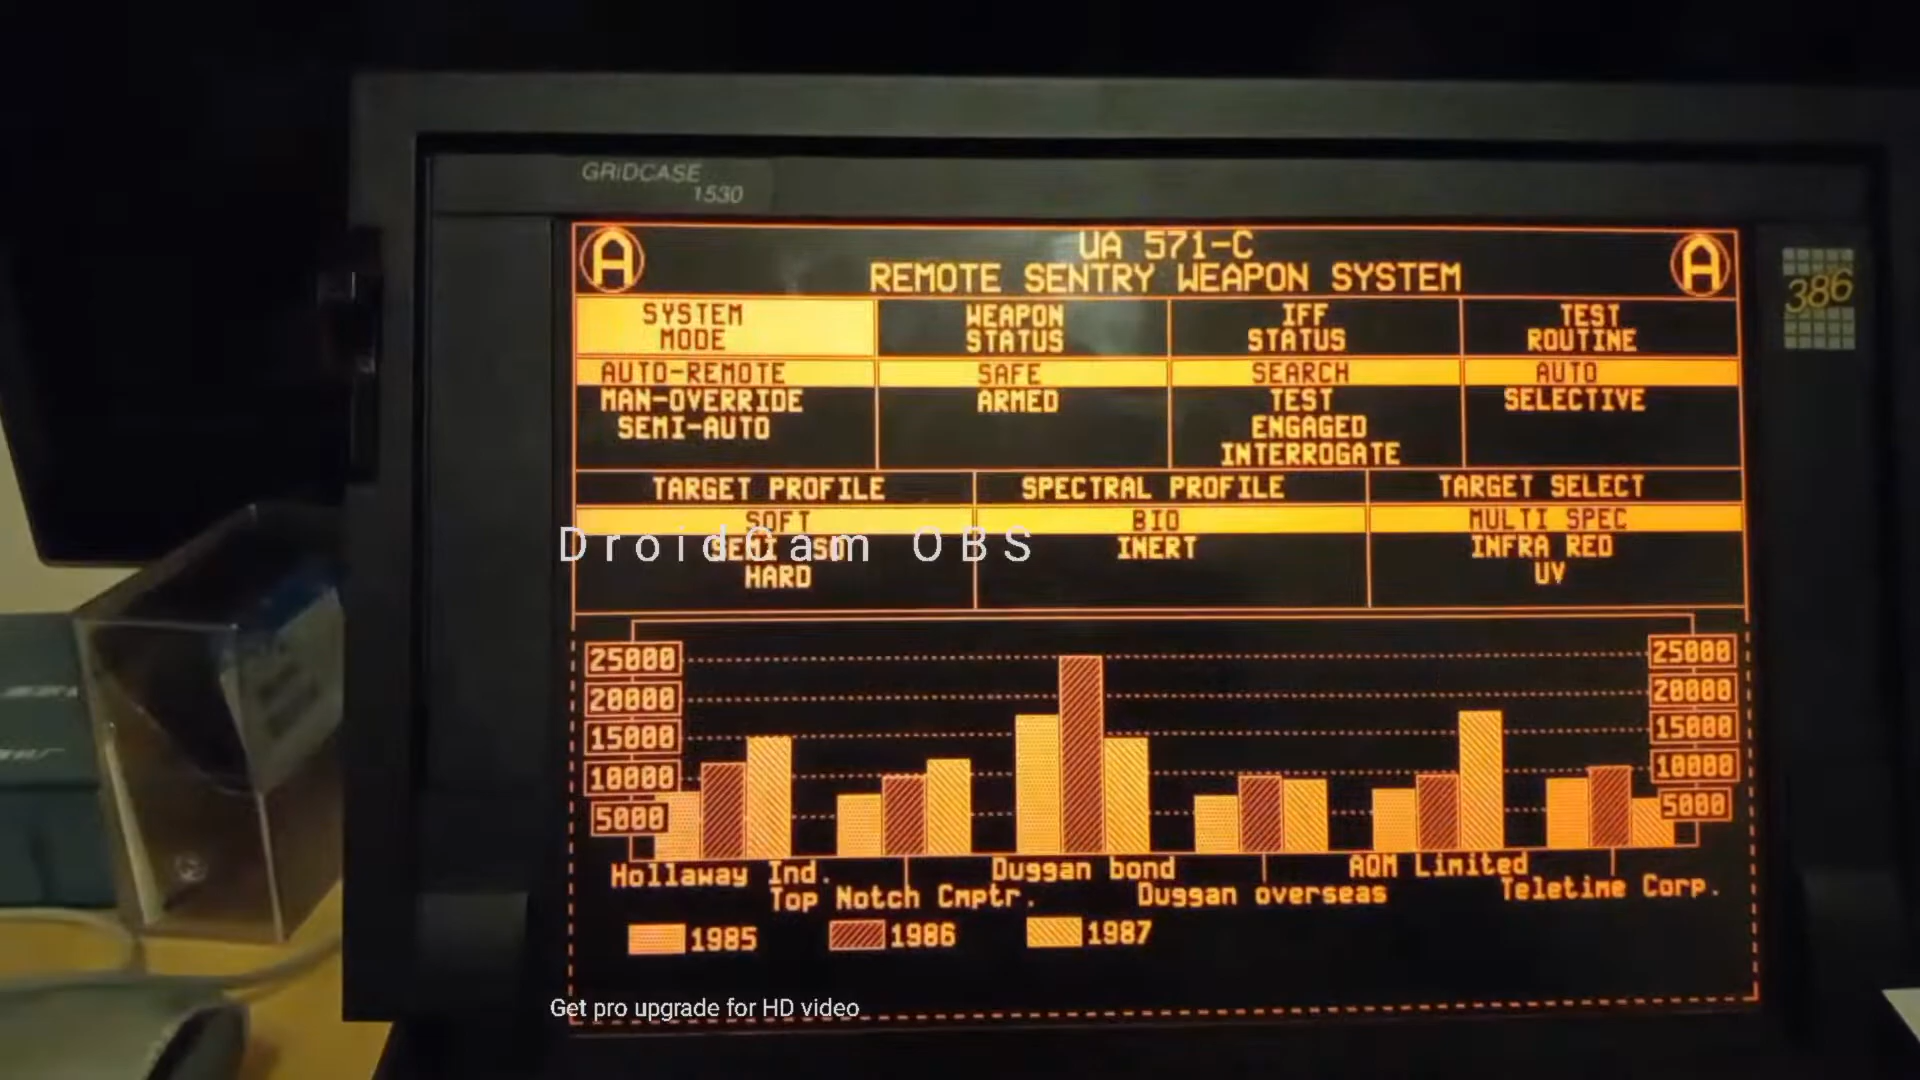 GRiDCASE
1530
386
A
UA 571-C
A
REMOTE SENTRY WEAPON SYSTEM
SYSTEM MODE
WEAPON STATUS
IFF STATUS
TEST ROUTINE
AUTO-REMOTE
MAN-OVERRIDE
SEMI-AUTO
SAFE
ARMED
SEARCH
TEST
ENGAGED
INTERROGATE
AUTO
SELECTIVE
TARGET PROFILE
SPECTRAL PROFILE
TARGET SELECT
SOFT
SEMI
HARD
BIO
INERT
MULTI SPEC
INFRA RED
UV
DroidCam OBS
25000
20000
15000
10000
5000
25000
20000
15000
10000
5000
Hollaway Ind.
Top Notch Cmptr.
Duggan bond
Duggan overseas
AQM Limited
Teletime Corp.
1985
1986
1987
Get pro upgrade for HD video